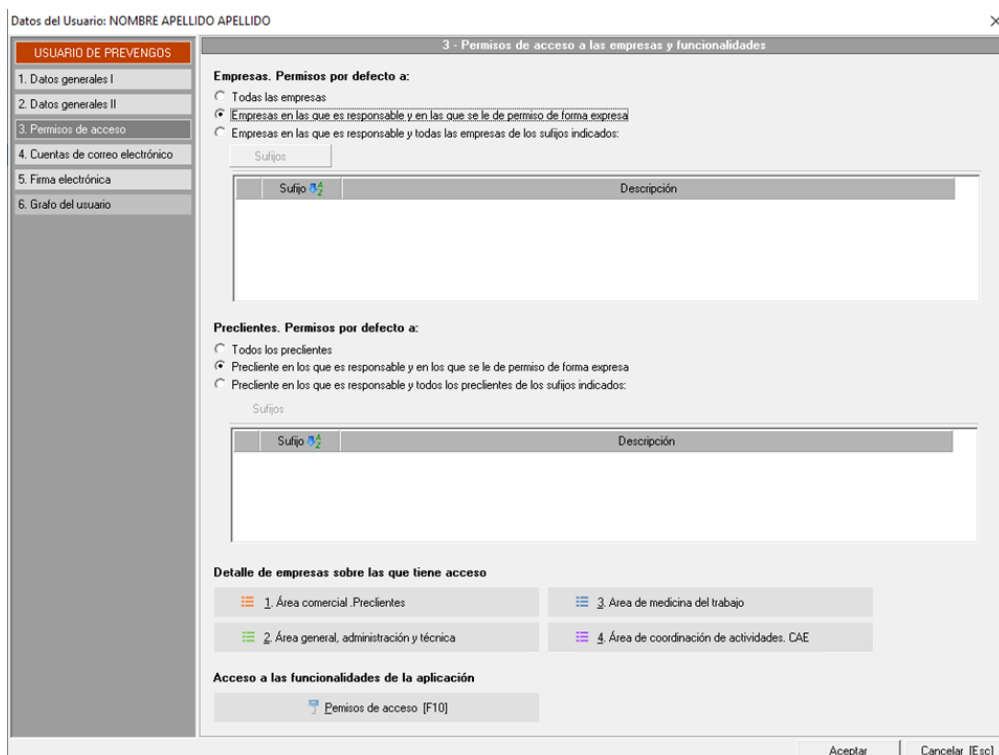 Datos del Usuario: NOMBRE APELLIDO APELLIDO
USUARIO DE PREVENGOS
1. Datos generales I
2. Datos generales II
3. Permisos de acceso
4. Cuentas de correo electrónico
5. Firma electrónica
6. Grafo del usuario
3 - Permisos de acceso a las empresas y funcionalidades
Empresas. Permisos por defecto a:
Todas las empresas
Empresas en las que es responsable y en las que se le de permiso de forma expresa
Empresas en las que es responsable y todas las empresas de los sufijos indicados:
Sufijos
Sufijo Descripción
Preclientes. Permisos por defecto a:
Todos los preclientes
Precliente en los que es responsable y en los que se le de permiso de forma expresa
Precliente en los que es responsable y todos los preclientes de los sufijos indicados:
Sufijos
Sufijo Descripción
Detalle de empresas sobre las que tiene acceso
1. Área comercial .Preclientes
3. Area de medicina del trabajo
2. Área general, administración y técnica
4. Área de coordinación de actividades. CAE
Acceso a las funcionalidades de la aplicación
Pemisos de acceso [F10]
Aceptar Cancelar [Esc]